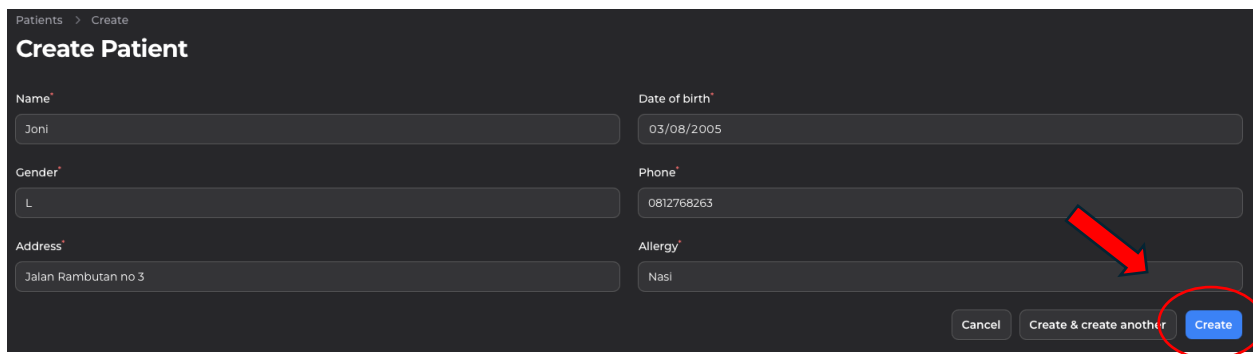 Patients > Create
Create Patient
Name*
Date of birth*
Joni
03/08/2005
Gender*
Phone*
L
0812768263
Address*
Allergy*
Jalan Rambutan no 3
Nasi
Cancel
Create & create another
Create